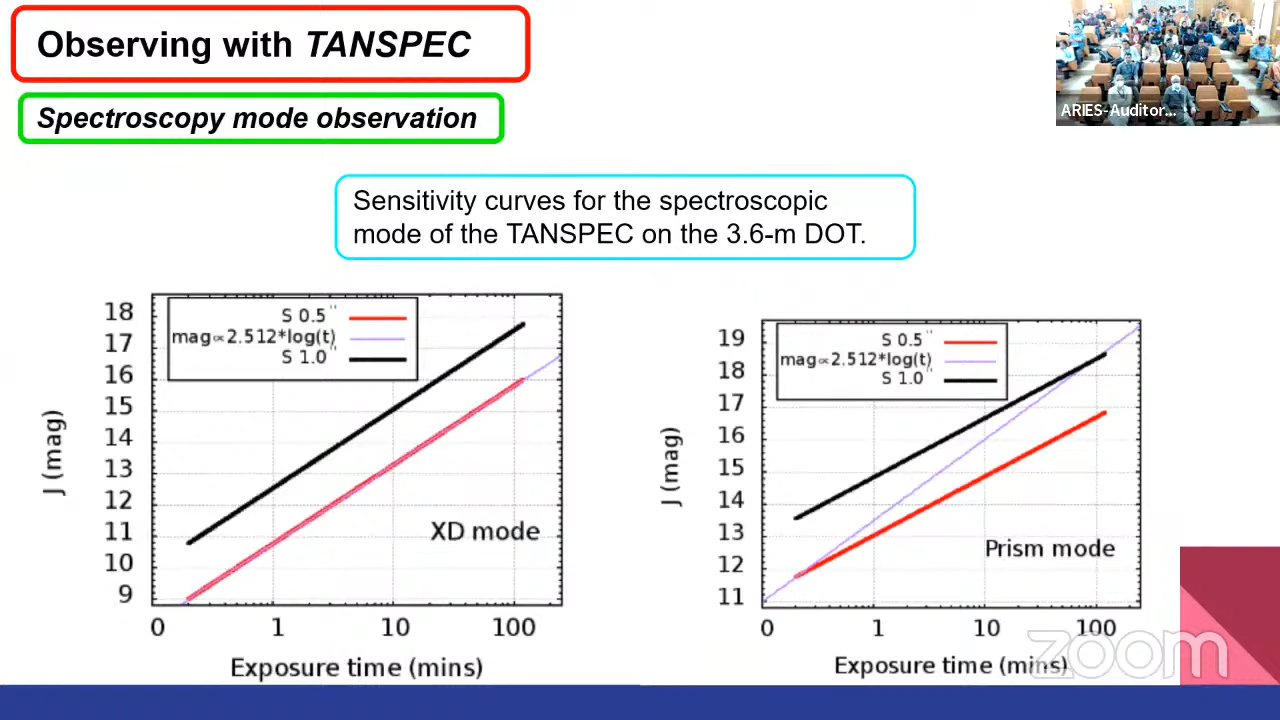 Observing with TANSPEC
ARIES-Auditor...
Spectroscopy mode observation
Sensitivity curves for the spectroscopic
mode of the TANSPEC on the 3.6-m DOT.
S 0.5"
mag∝2.512*log(t)
S 1.0"
18
17
16
15
14
13
12
11
10
9
J (mag)
XD mode
0 1 10 100
Exposure time (mins)
S 0.5"
mag∝2.512*log(t)
S 1.0"
19
18
17
16
15
14
13
12
11
J (mag)
Prism mode
0 1 10 100
Exposure time (mins)
zoom